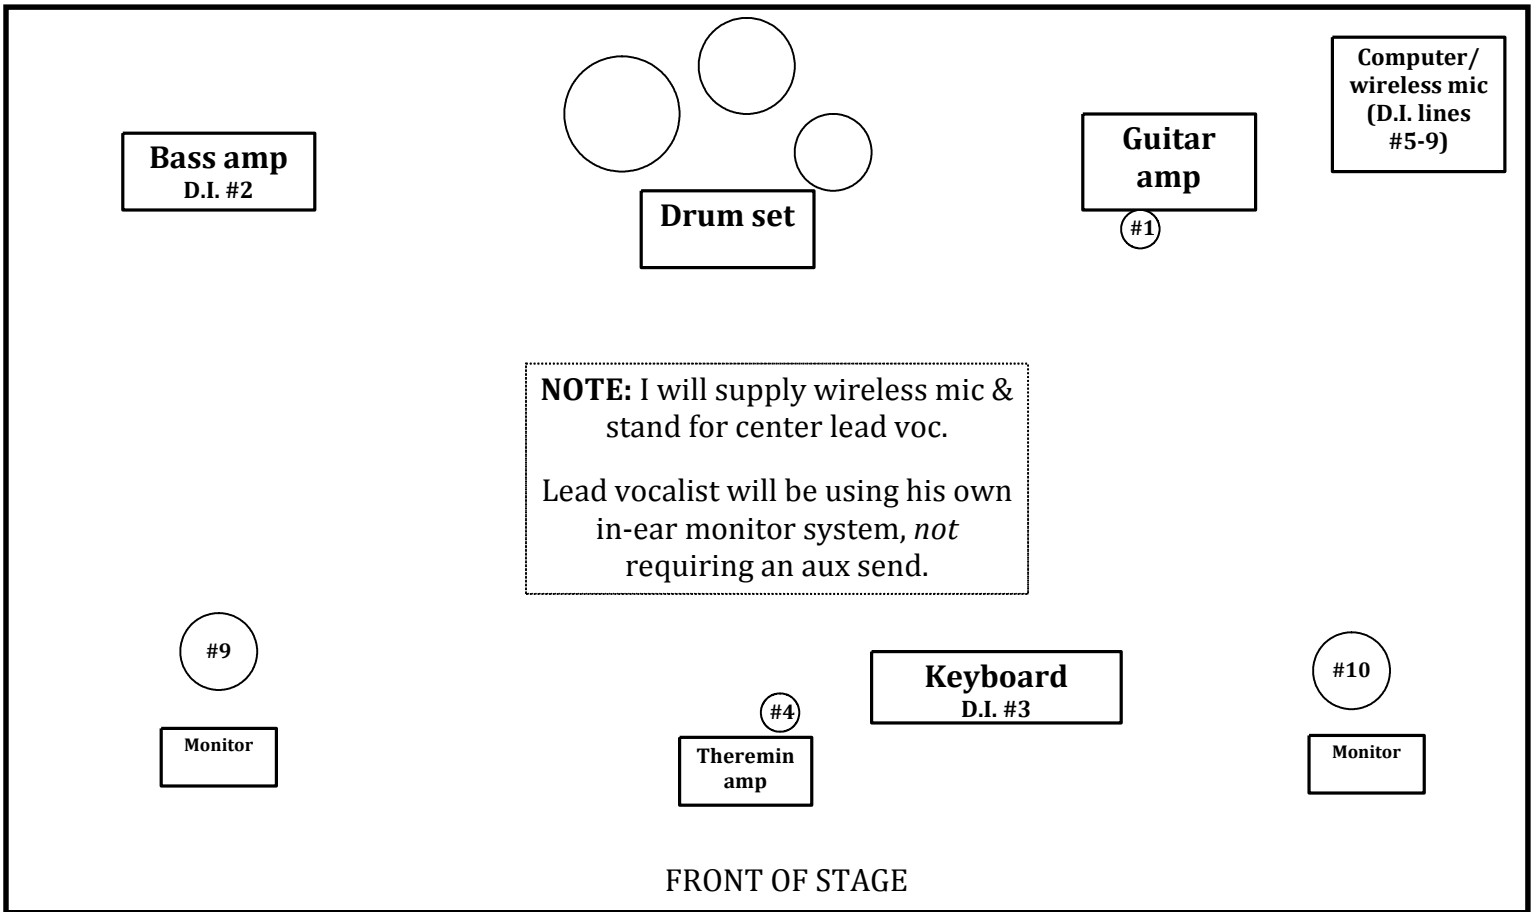 Computer/
wireless mic
(D.I. lines
#5-9)
Guitar
amp
Bass amp
D.I. #2
Drum set
#1
NOTE: I will supply wireless mic &
stand for center lead voc.
Lead vocalist will be using his own
in-ear monitor system, not
requiring an aux send.
#9
#10
Keyboard
D.I. #3
#4
Monitor
Theremin
amp
Monitor
FRONT OF STAGE